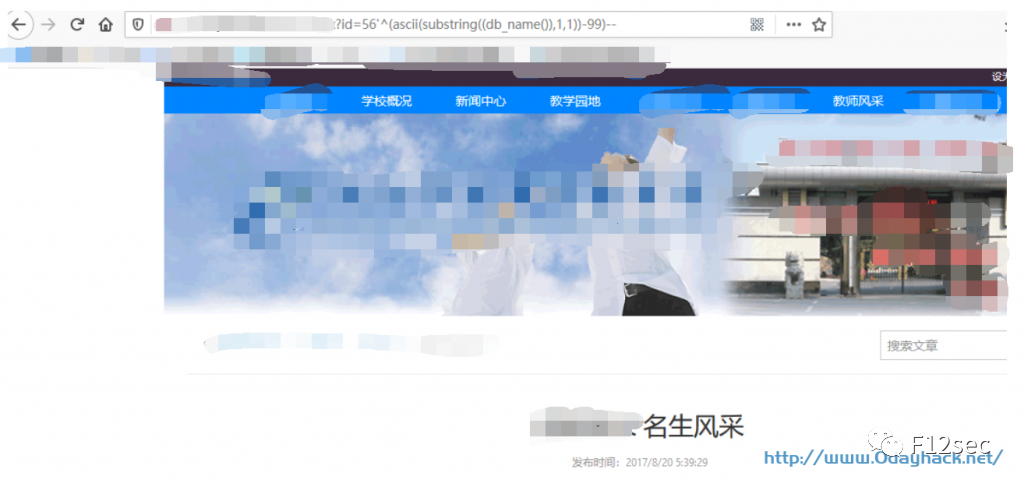 ?id=56'^(ascii(substring((db_name()),1,1))-99)--
设为
学校概况 新闻中心 教学园地 教师风采
搜索文章
名生风采
发布时间：2017/8/20 5:39:29
F12sec
http://www.0dayhack.net/